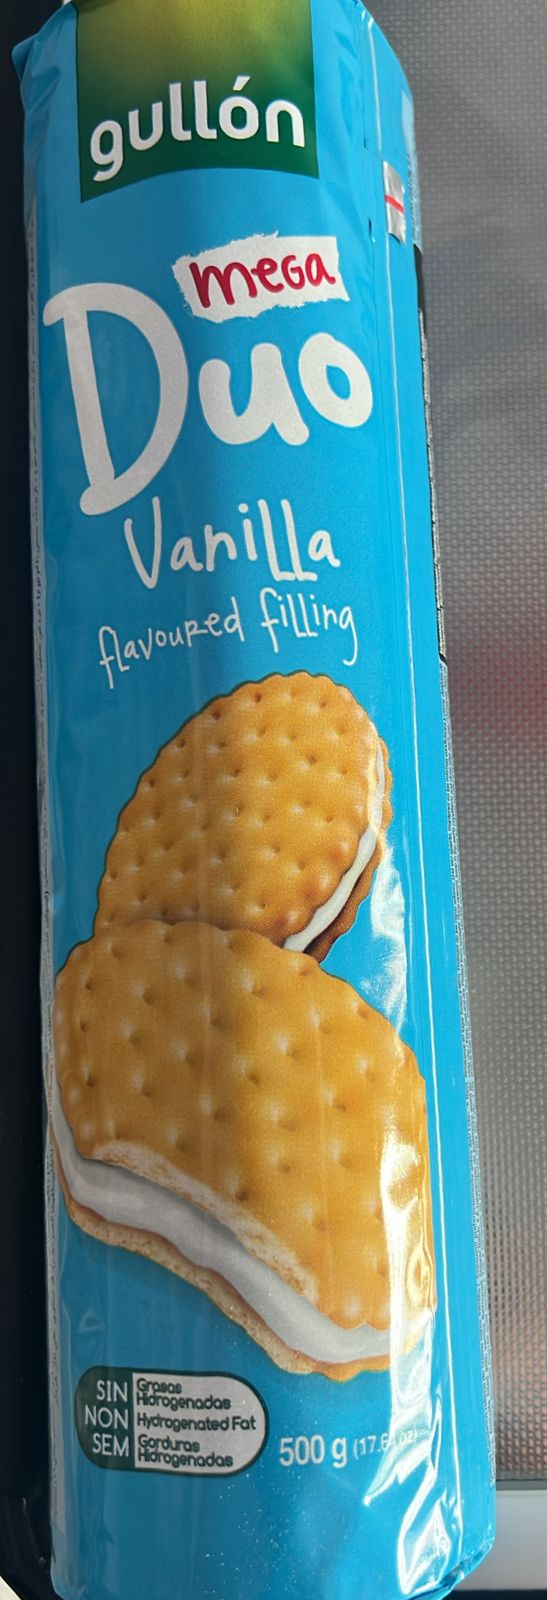 gullón
mega
Duo
Vanilla
flavoured filling
SIN Grasas Hidrogenadas
NON Hydrogenated Fat
SEM Gorduras Hidrogenadas
500 g